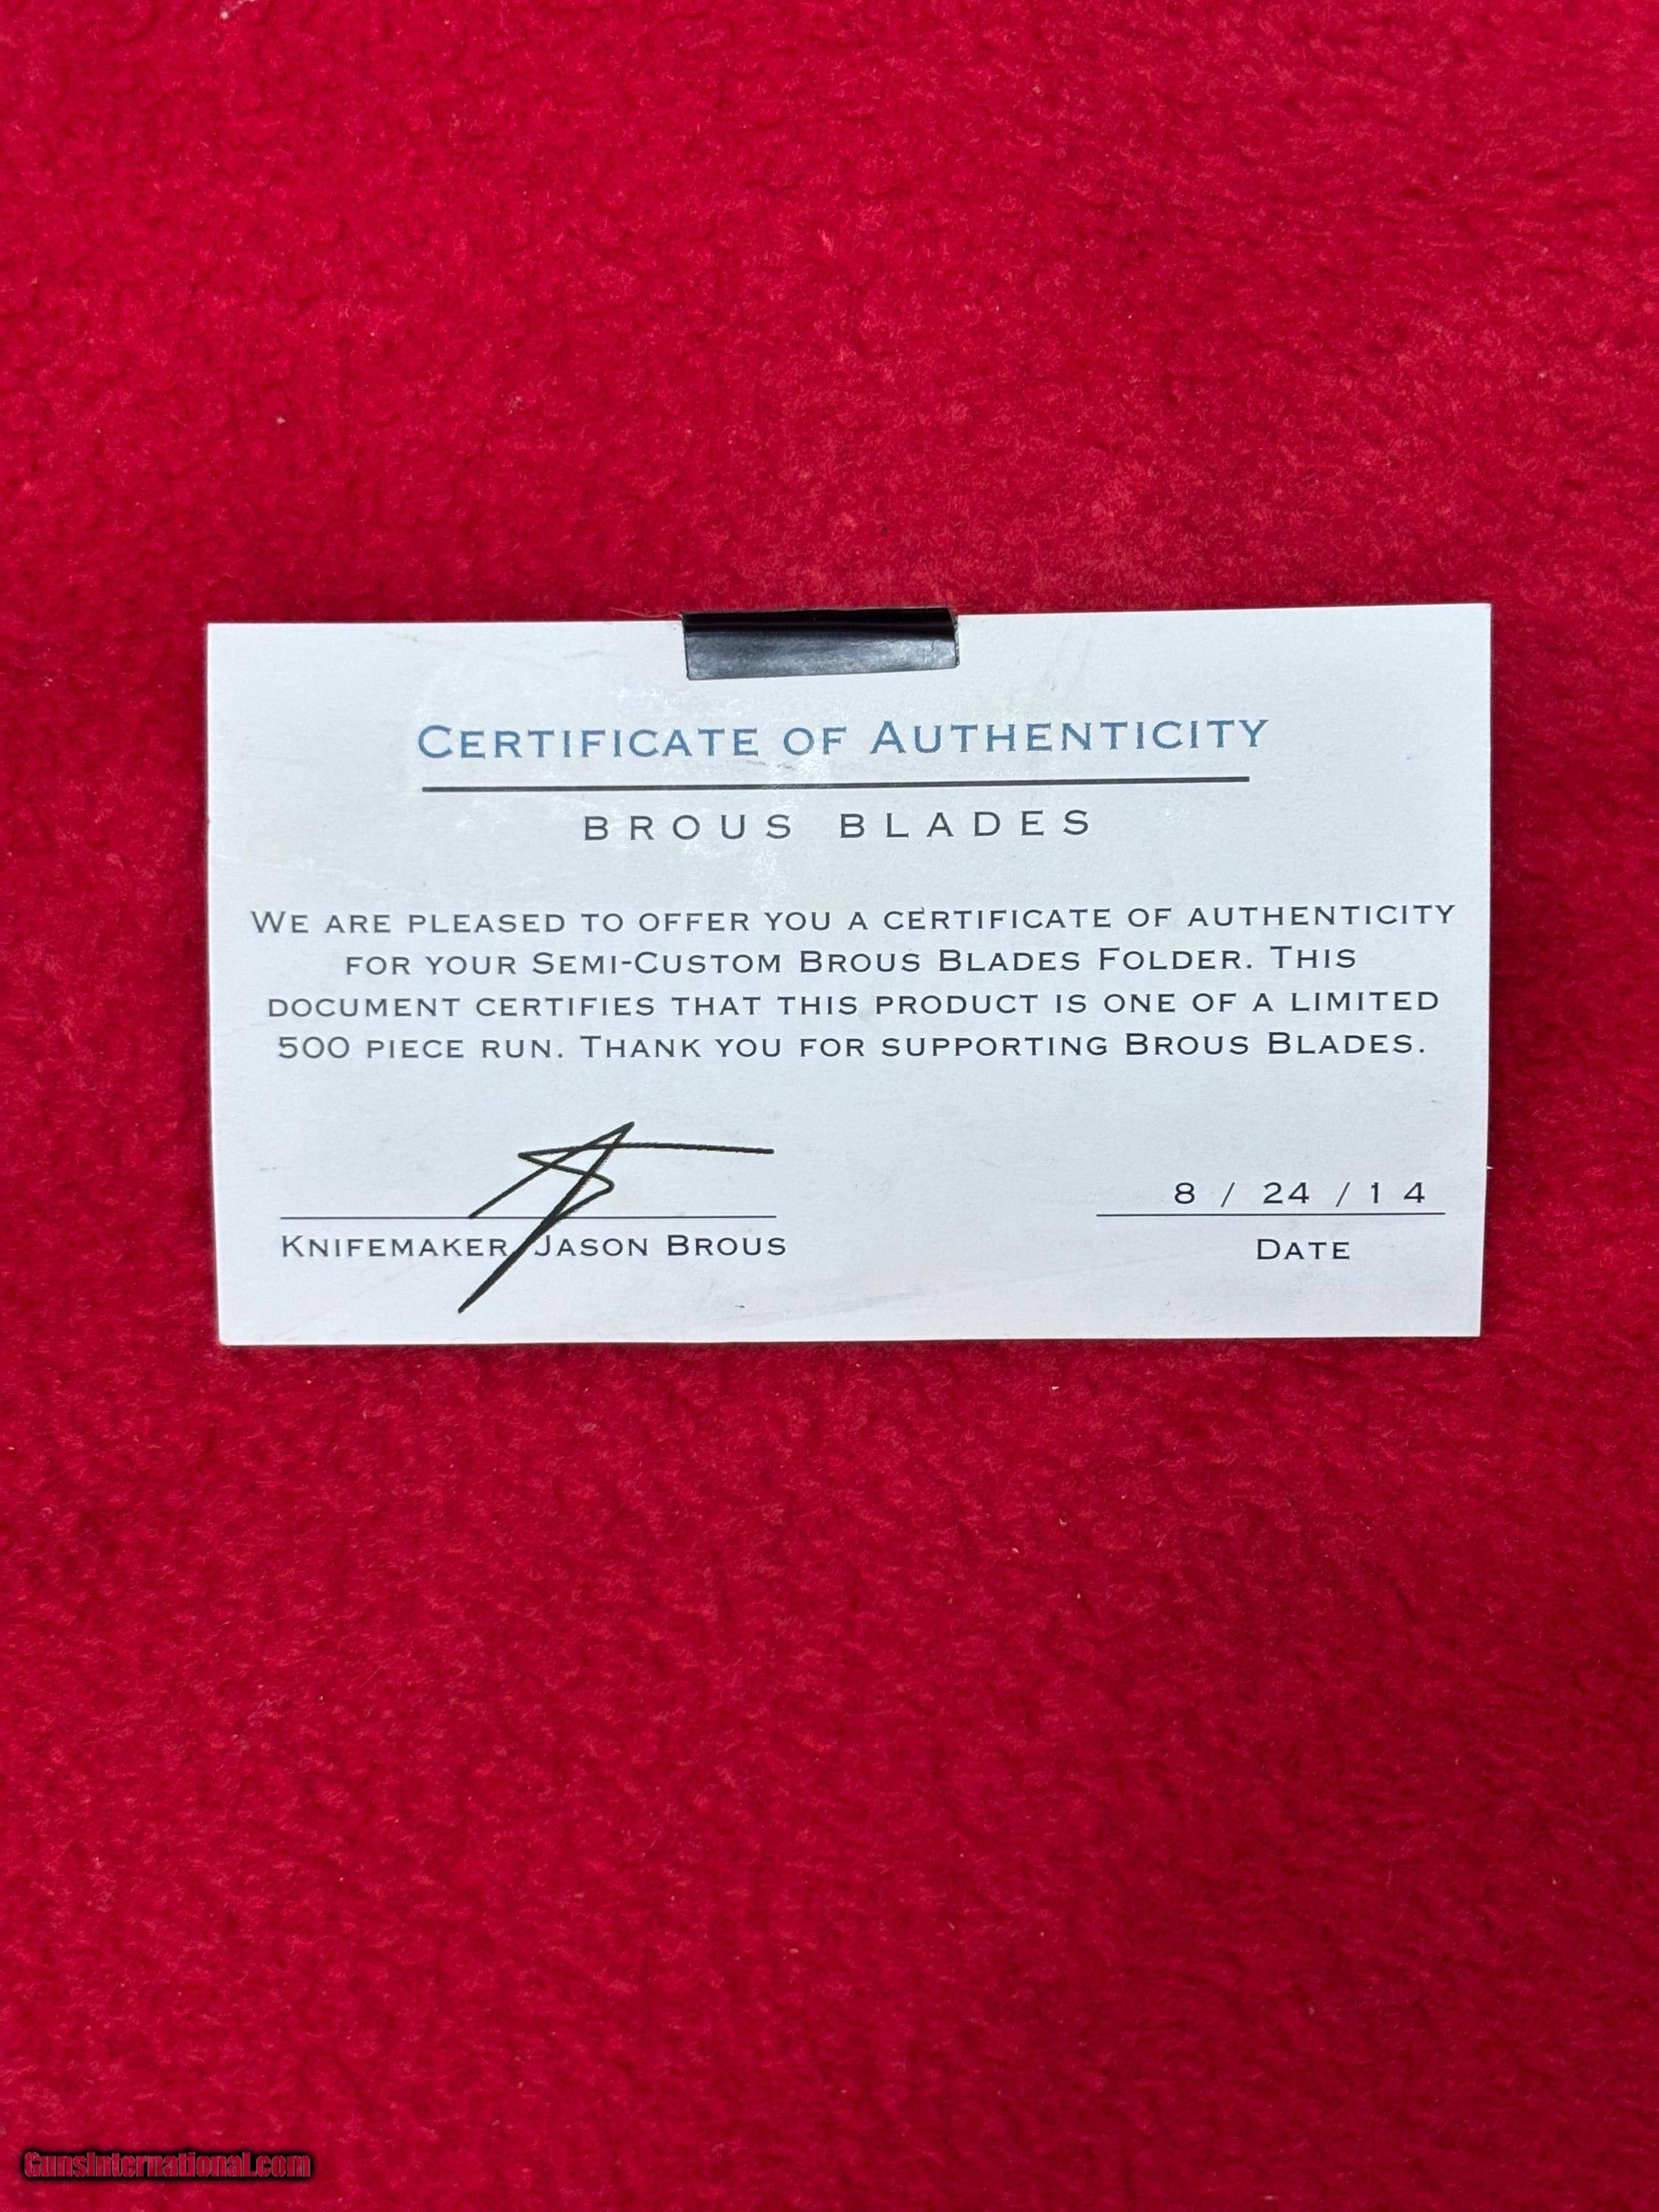 CERTIFICATE OF AUTHENTICITY
BROUS BLADES
WE ARE PLEASED TO OFFER YOU A CERTIFICATE OF AUTHENTICITY
FOR YOUR SEMI-CUSTOM BROUS BLADES FOLDER. THIS
DOCUMENT CERTIFIES THAT THIS PRODUCT IS ONE OF A LIMITED
500 PIECE RUN. THANK YOU FOR SUPPORTING BROUS BLADES.
8 / 24 / 1 4
KNIFEMAKER JASON BROUS
DATE
GunsInternational.com